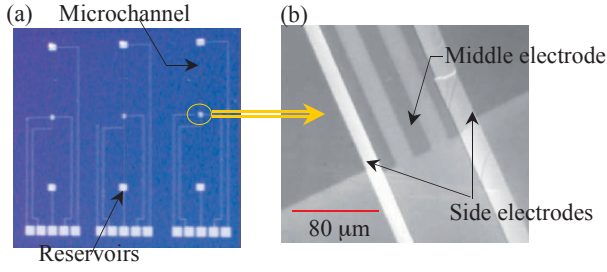 (a)
Microchannel
Reservoirs
(b)
Middle electrode
Side electrodes
80 µm